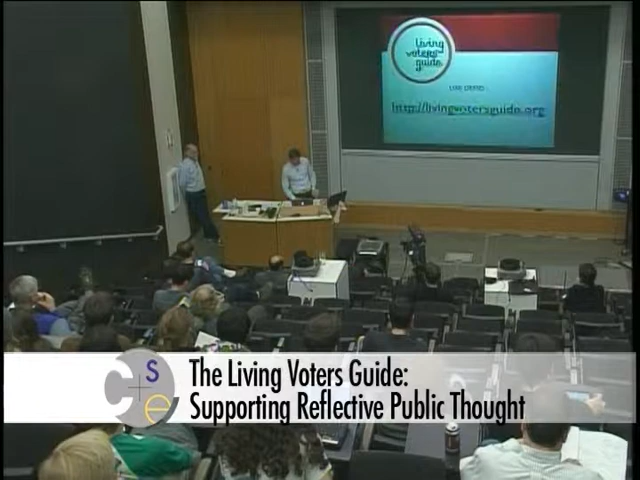 living
voters
guide
LIVE DEMO
http://livingvotersguide.org
C S E
The Living Voters Guide:
Supporting Reflective Public Thought